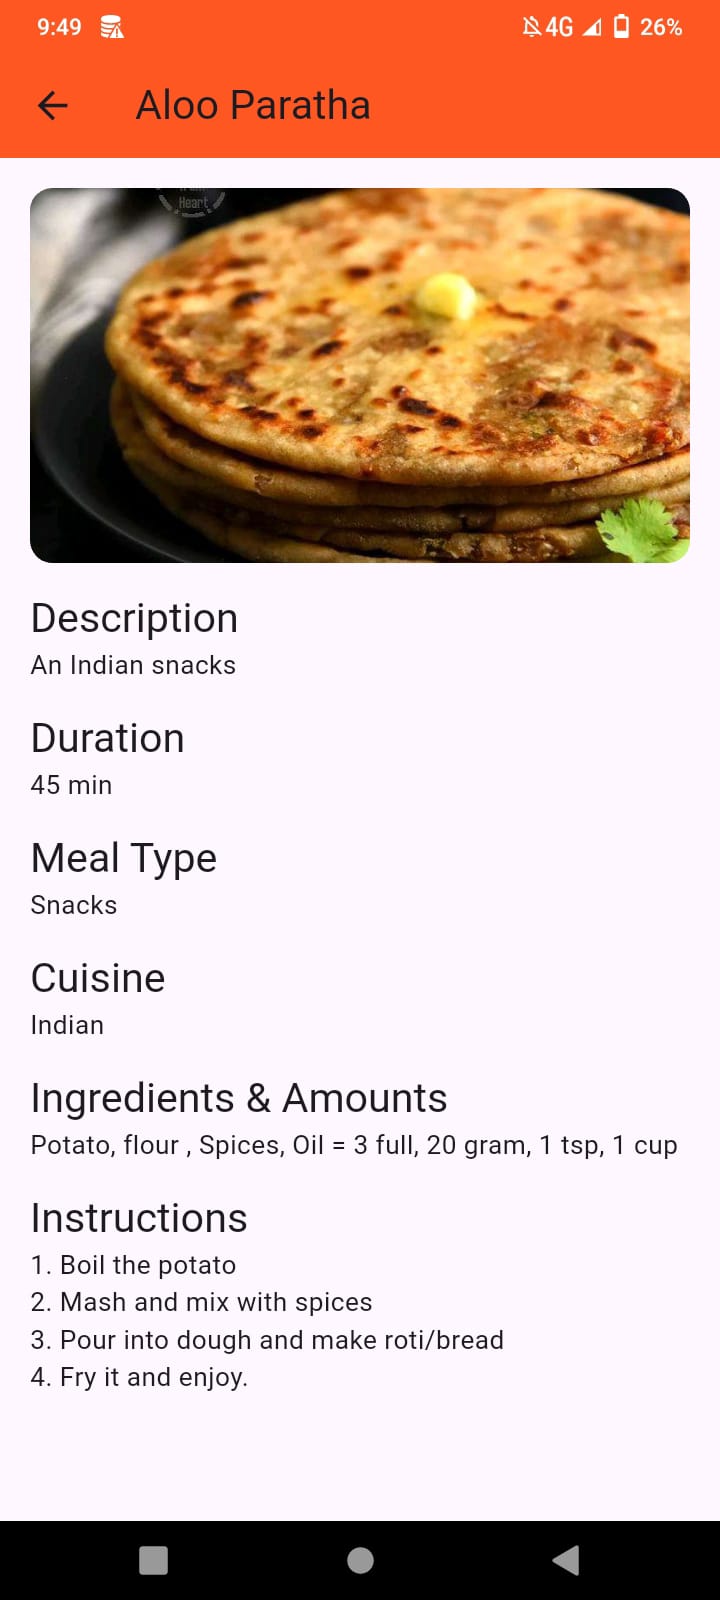 9:49 4G 26%
Aloo Paratha
Heart
Description
An Indian snacks
Duration
45 min
Meal Type
Snacks
Cuisine
Indian
Ingredients & Amounts
Potato, flour , Spices, Oil = 3 full, 20 gram, 1 tsp, 1 cup
Instructions
1. Boil the potato
2. Mash and mix with spices
3. Pour into dough and make roti/bread
4. Fry it and enjoy.